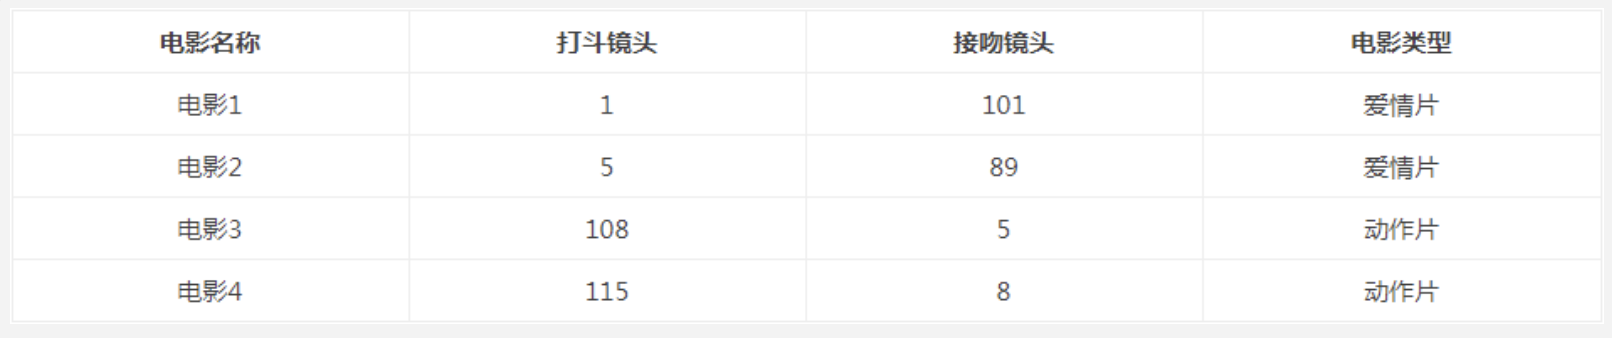 电影名称 打斗镜头 接吻镜头 电影类型
电影1 1 101 爱情片
电影2 5 89 爱情片
电影3 108 5 动作片
电影4 115 8 动作片